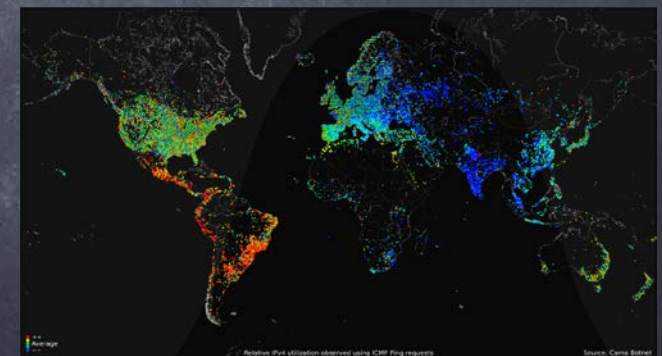 Average
Relative IPv4 utilization observed using ICMP Ping requests
Source: Carna Botnet